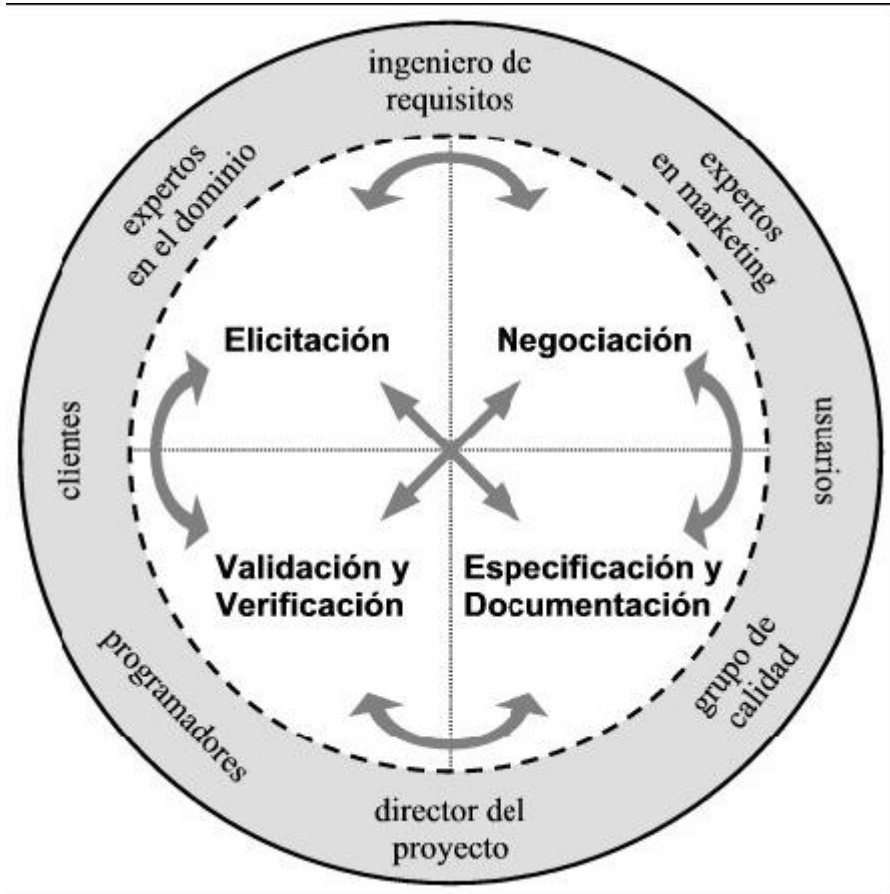 ingeniero de
requisitos
expertos
en el dominio
expertos
en marketing
Elicitación
Negociación
clientes
usuarios
Validación y
Verificación
Especificación y
Documentación
programadores
grupo de
calidad
director del
proyecto